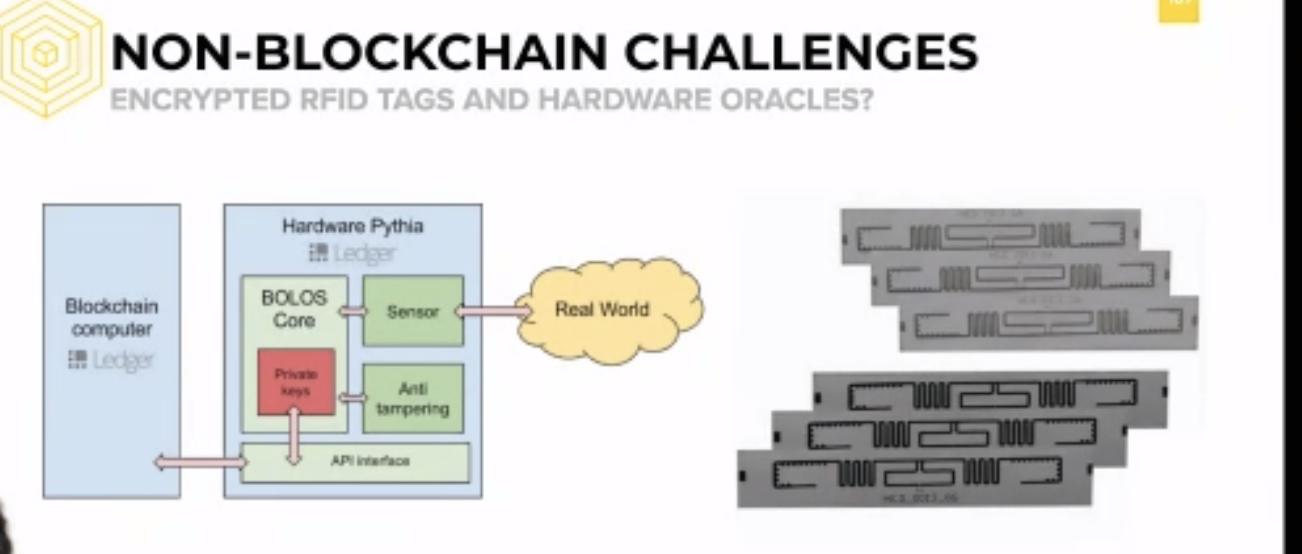 NON-BLOCKCHAIN CHALLENGES
ENCRYPTED RFID TAGS AND HARDWARE ORACLES?
Blockchain
computer
Ledger
Hardware Pythia
Ledger
BOLOS
Core
Private
keys
Sensor
Anti
tampering
API interface
Real World